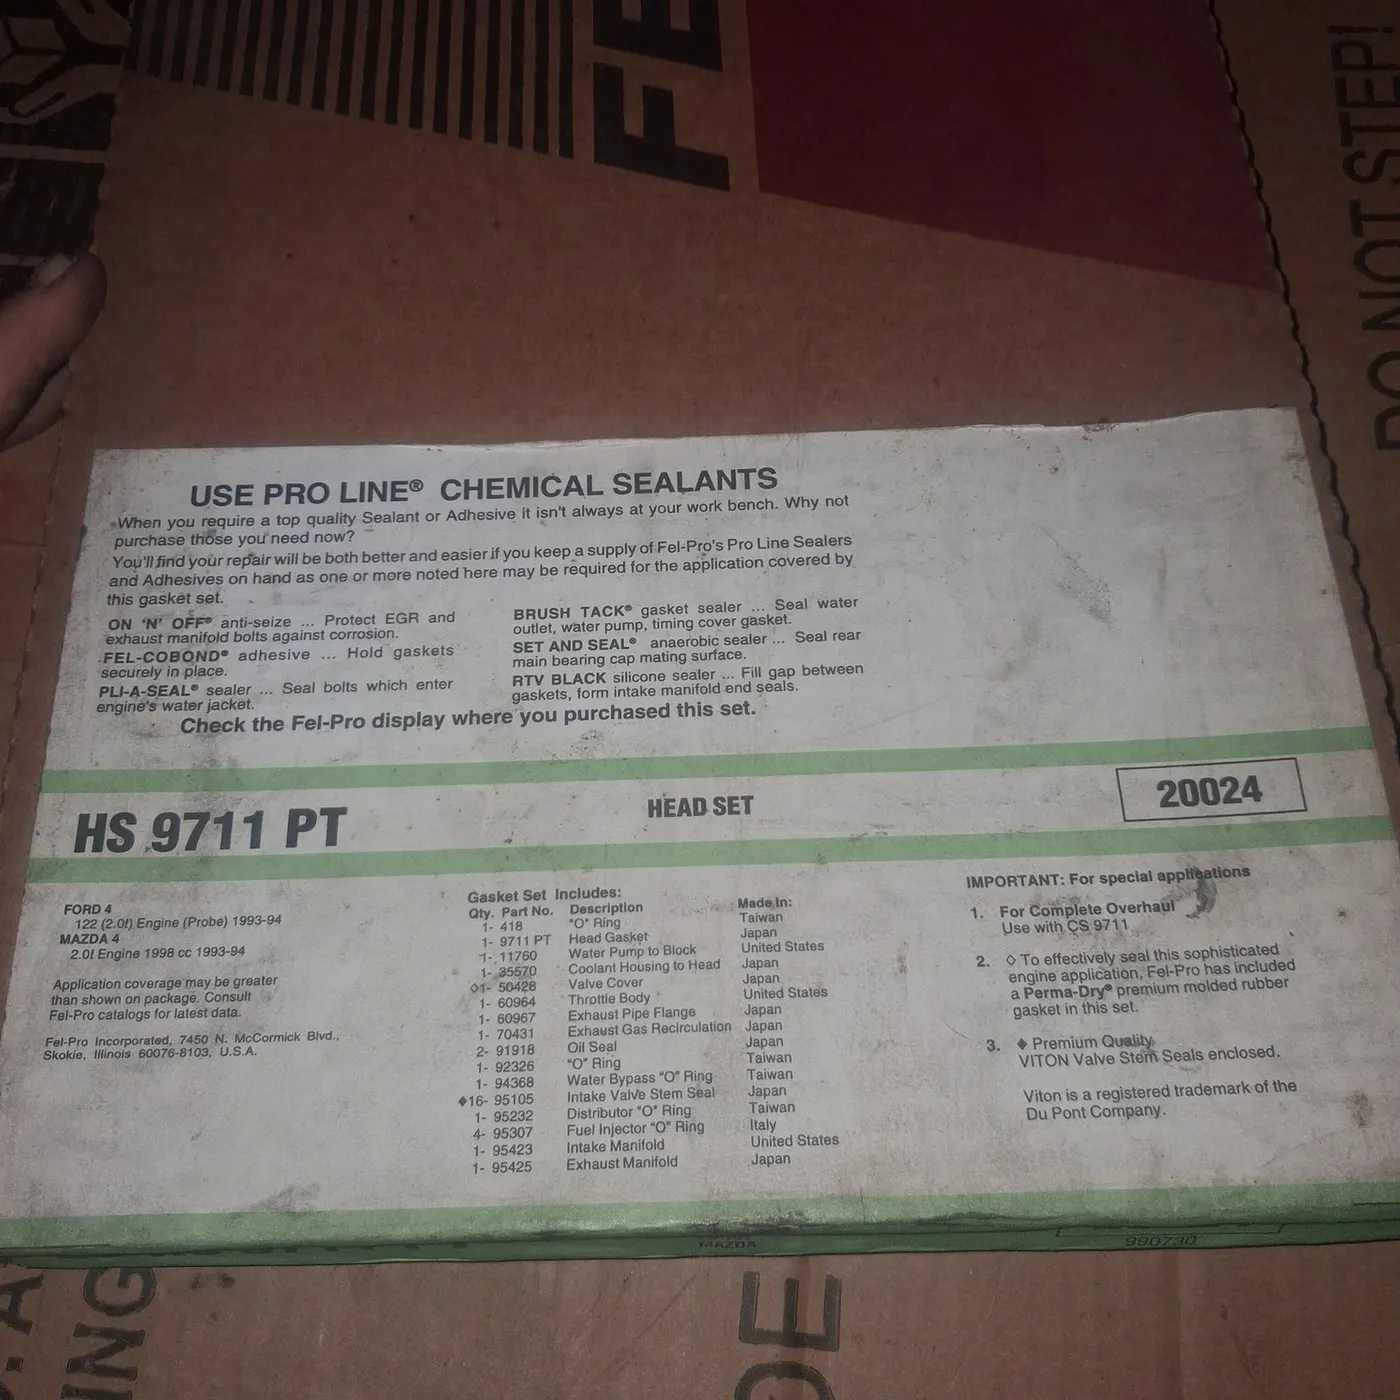 FE
DO NOT STEP!
USE PRO LINE® CHEMICAL SEALANTS
When you require a top quality Sealant or Adhesive it isn't always at your work bench. Why not
purchase those you need now?
You'll find your repair will be both better and easier if you keep a supply of Fel-Pro's Pro Line Sealers
and Adhesives on hand as one or more noted here may be required for the application covered by
this gasket set.
ON 'N' OFF® anti-seize ... Protect EGR and
exhaust manifold bolts against corrosion.
FEL-COBOND® adhesive ... Hold gaskets
securely in place.
PLI-A-SEAL® sealer ... Seal bolts which enter
engine's water jacket.
BRUSH TACK® gasket sealer ... Seal water
outlet, water pump, timing cover gasket.
SET AND SEAL® anaerobic sealer ... Seal rear
main bearing cap mating surface.
RTV BLACK silicone sealer ... Fill gap between
gaskets, form intake manifold end seals.
Check the Fel-Pro display where you purchased this set.
HS 9711 PT
HEAD SET
20024
FORD 4
122 (2.0ℓ) Engine (Probe) 1993-94
MAZDA 4
2.0ℓ Engine 1998 cc 1993-94
Application coverage may be greater
than shown on package. Consult
Fel-Pro catalogs for latest data.
Fel-Pro Incorporated, 7450 N. McCormick Blvd.,
Skokie, Illinois 60076-8103, U.S.A.
Gasket Set Includes:
Qty. Part No. Description Made In:
1- 418 "O" Ring Taiwan
1- 9711 PT Head Gasket Japan
1- 11760 Water Pump to Block United States
1- 35570 Coolant Housing to Head Japan
◇1- 50428 Valve Cover Japan
1- 60964 Throttle Body United States
1- 60967 Exhaust Pipe Flange Japan
1- 70431 Exhaust Gas Recirculation Japan
2- 91918 Oil Seal Japan
1- 92326 "O" Ring Taiwan
1- 94368 Water Bypass "O" Ring Taiwan
◆16- 95105 Intake Valve Stem Seal Japan
1- 95232 Distributor "O" Ring Taiwan
4- 95307 Fuel Injector "O" Ring Italy
1- 95423 Intake Manifold United States
1- 95425 Exhaust Manifold Japan
IMPORTANT: For special applications
1. For Complete Overhaul
Use with CS 9711
2. ◇ To effectively seal this sophisticated
engine application, Fel-Pro has included
a Perma-Dry® premium molded rubber
gasket in this set.
3. ◆ Premium Quality
VITON Valve Stem Seals enclosed.
Viton is a registered trademark of the
Du Pont Company.
MAZDA
990730
ING
OE